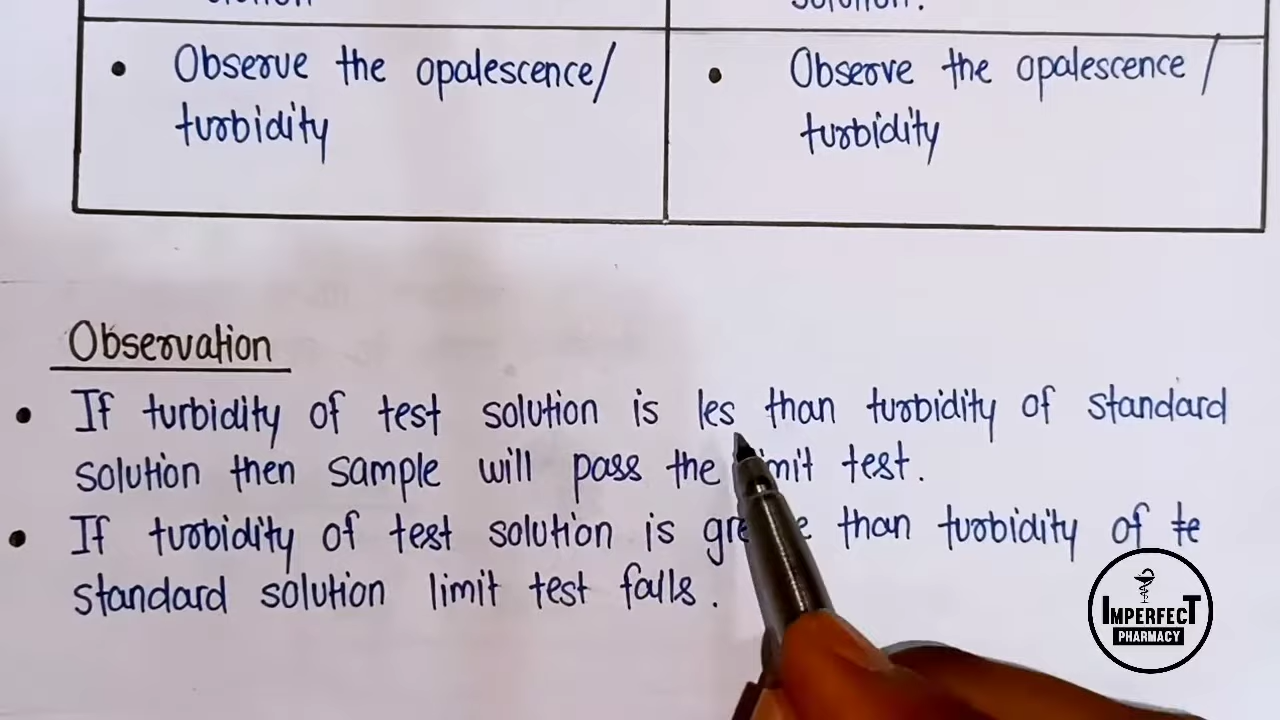 solution.
Observe the opalescence/
turbidity
Observe the opalescence/
turbidity
Observation
If turbidity of test solution is les than turbidity of standard
solution then sample will pass the limit test.
If turbidity of test solution is than turbidity of te
standard solution limit test falls.
IMPERFECT
PHARMACY